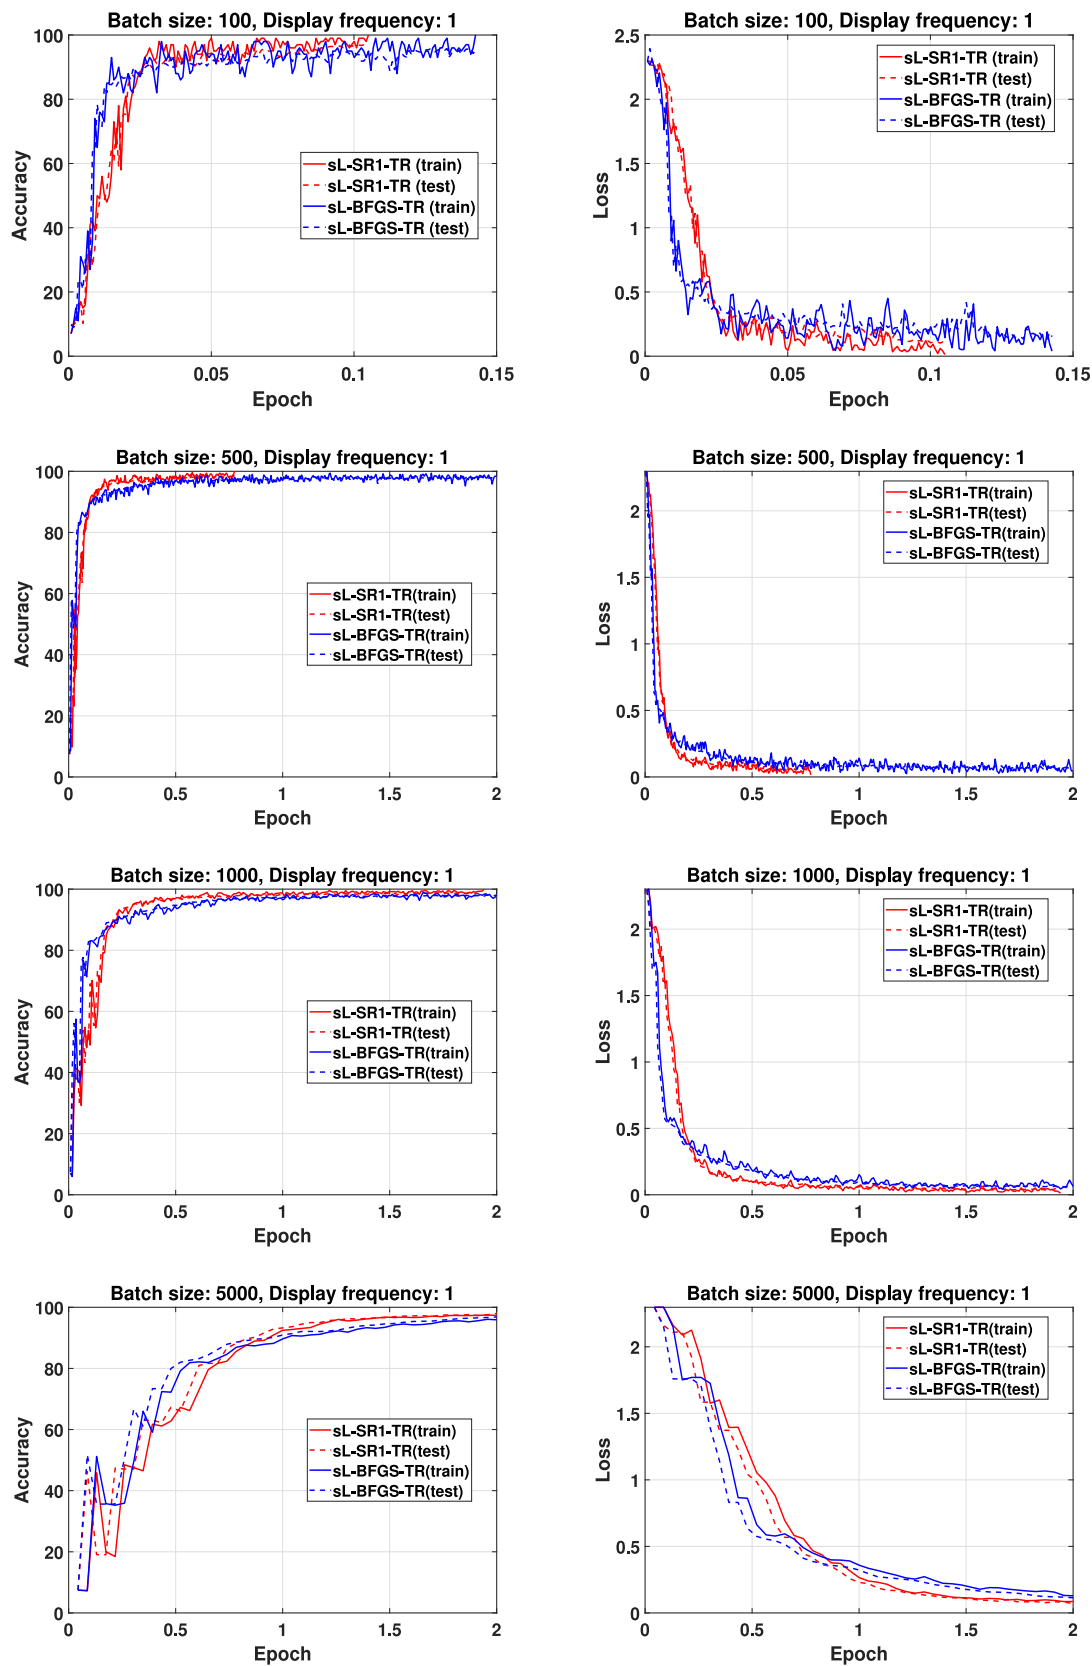 Batch size: 100, Display frequency: 1
100
80
60
40
20
0
Accuracy
sL-SR1-TR (train)
sL-SR1-TR (test)
sL-BFGS-TR (train)
sL-BFGS-TR (test)
0 0.05 0.1 0.15
Epoch
Batch size: 100, Display frequency: 1
2.5
2
1.5
1
0.5
0
Loss
sL-SR1-TR (train)
sL-SR1-TR (test)
sL-BFGS-TR (train)
sL-BFGS-TR (test)
0 0.05 0.1 0.15
Epoch
Batch size: 500, Display frequency: 1
100
80
60
40
20
0
Accuracy
sL-SR1-TR(train)
sL-SR1-TR(test)
sL-BFGS-TR(train)
sL-BFGS-TR(test)
0 0.5 1 1.5 2
Epoch
Batch size: 500, Display frequency: 1
2
1.5
1
0.5
0
Loss
sL-SR1-TR(train)
sL-SR1-TR(test)
sL-BFGS-TR(train)
sL-BFGS-TR(test)
0 0.5 1 1.5 2
Epoch
Batch size: 1000, Display frequency: 1
100
80
60
40
20
0
Accuracy
sL-SR1-TR(train)
sL-SR1-TR(test)
sL-BFGS-TR(train)
sL-BFGS-TR(test)
0 0.5 1 1.5 2
Epoch
Batch size: 1000, Display frequency: 1
2
1.5
1
0.5
0
Loss
sL-SR1-TR(train)
sL-SR1-TR(test)
sL-BFGS-TR(train)
sL-BFGS-TR(test)
0 0.5 1 1.5 2
Epoch
Batch size: 5000, Display frequency: 1
100
80
60
40
20
0
Accuracy
sL-SR1-TR(train)
sL-SR1-TR(test)
sL-BFGS-TR(train)
sL-BFGS-TR(test)
0 0.5 1 1.5 2
Epoch
Batch size: 5000, Display frequency: 1
2
1.5
1
0.5
0
Loss
sL-SR1-TR(train)
sL-SR1-TR(test)
sL-BFGS-TR(train)
sL-BFGS-TR(test)
0 0.5 1 1.5 2
Epoch